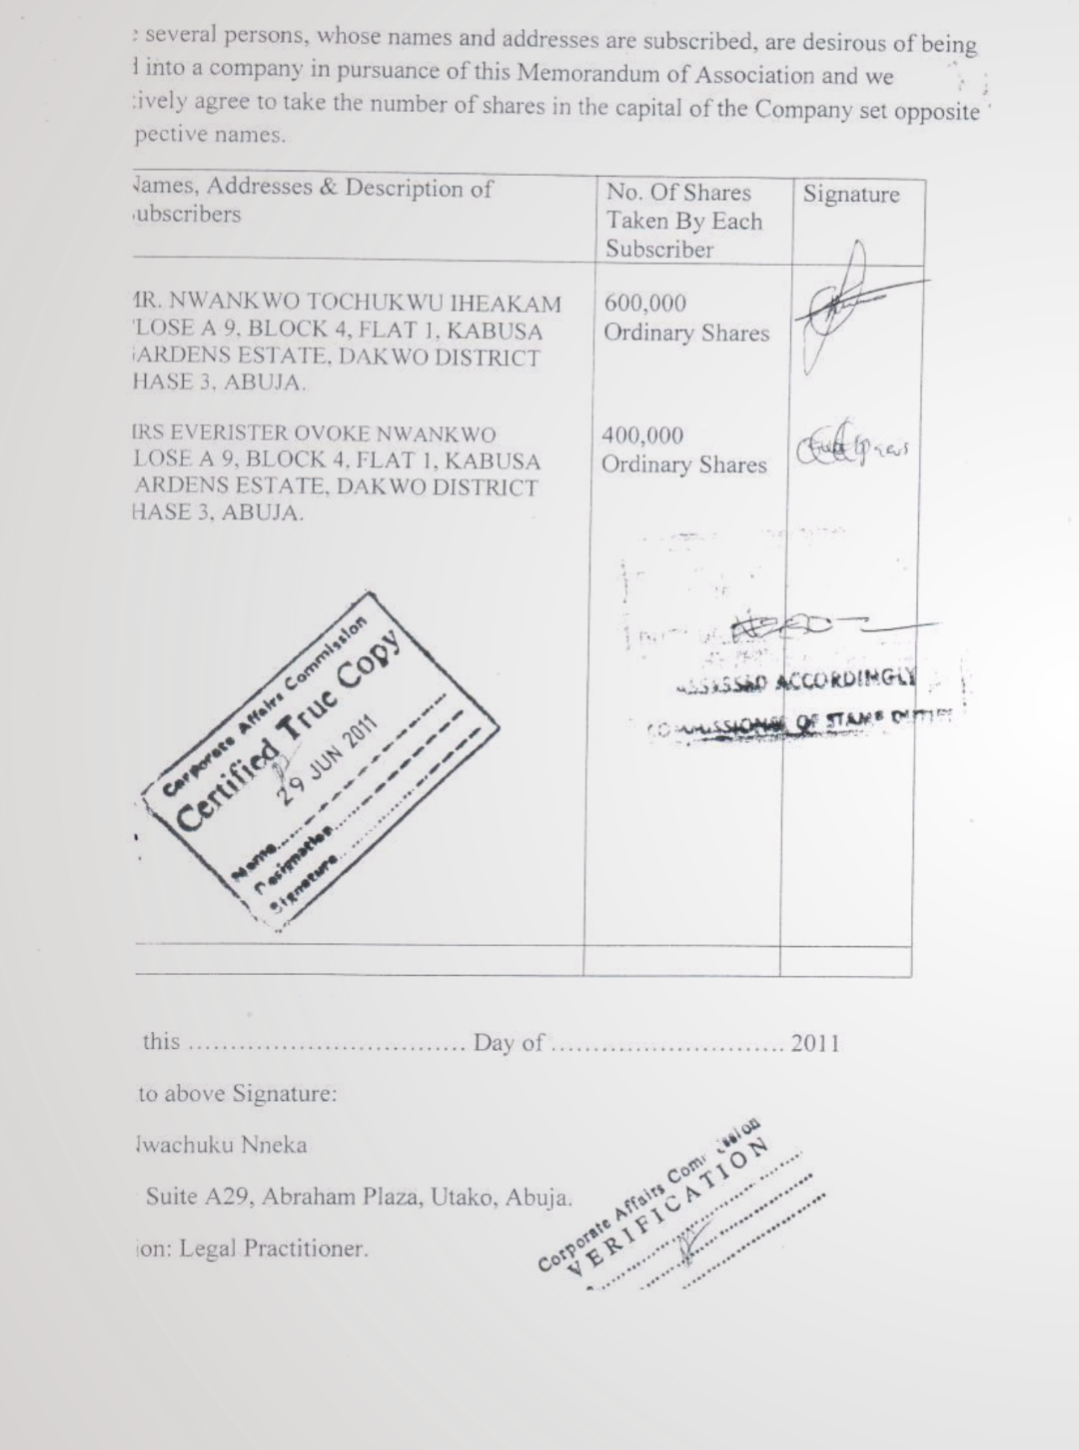 : several persons, whose names and addresses are subscribed, are desirous of being
d into a company in pursuance of this Memorandum of Association and we
tively agree to take the number of shares in the capital of the Company set opposite
pective names.
Names, Addresses & Description of
ubscribers
No. Of Shares
Taken By Each
Subscriber
Signature
MR. NWANKWO TOCHUKWU IHEAKAM
LOSE A 9, BLOCK 4, FLAT 1, KABUSA
GARDENS ESTATE, DAKWO DISTRICT
HASE 3, ABUJA.
600,000
Ordinary Shares
IRS EVERISTER OVOKE NWANKWO
LOSE A 9, BLOCK 4, FLAT 1, KABUSA
ARDENS ESTATE, DAKWO DISTRICT
HASE 3, ABUJA.
400,000
Ordinary Shares
ASSESSED ACCORDINGLY
COMMISSIONER OF STAMP DUTIES
Corporate Affairs Commission
Certified True Copy
29 JUN 2011
Name
Designation
Signature
this .................................. Day of ............................ 2011
to above Signature:
Nwachuku Nneka
Suite A29, Abraham Plaza, Utako, Abuja.
ion: Legal Practitioner.
Corporate Affairs Commission
VERIFICATION